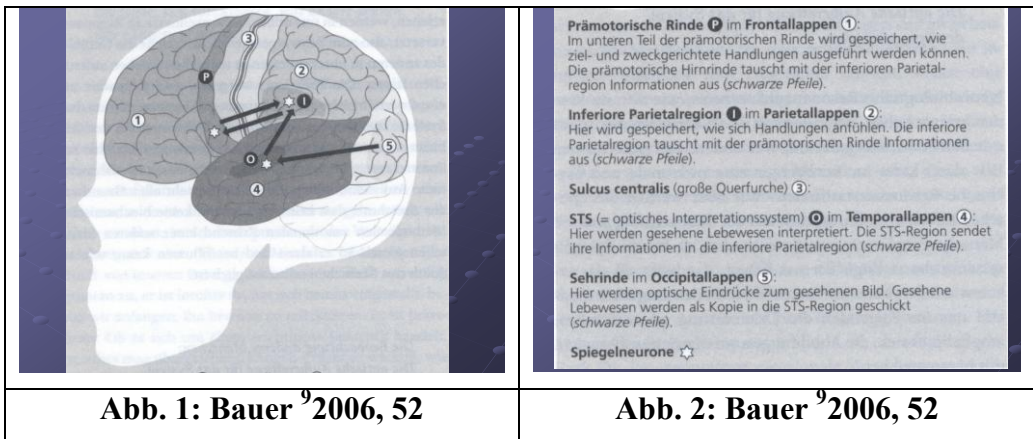 3
P
2
I
1
5
O
4
Prämotorische Rinde P im Frontallappen 1:
Im unteren Teil der prämotorischen Rinde wird gespeichert, wie
ziel- und zweckgerichtete Handlungen ausgeführt werden können.
Die prämotorische Hirnrinde tauscht mit der inferioren Parietal-
region Informationen aus (schwarze Pfeile).
Inferiore Parietalregion I im Parietallappen 2:
Hier wird gespeichert, wie sich Handlungen anfühlen. Die inferiore
Parietalregion tauscht mit der prämotorischen Rinde Informationen
aus (schwarze Pfeile).
Sulcus centralis (große Querfurche) 3:
STS (= optisches Interpretationssystem) O im Temporallappen 4:
Hier werden gesehene Lebewesen interpretiert. Die STS-Region sendet
ihre Informationen in die inferiore Parietalregion (schwarze Pfeile).
Sehrinde im Occipitallappen 5:
Hier werden optische Eindrücke zum gesehenen Bild. Gesehene
Lebewesen werden als Kopie in die STS-Region geschickt
(schwarze Pfeile).
Spiegelneurone
Abb. 1: Bauer ⁹2006, 52
Abb. 2: Bauer ⁹2006, 52